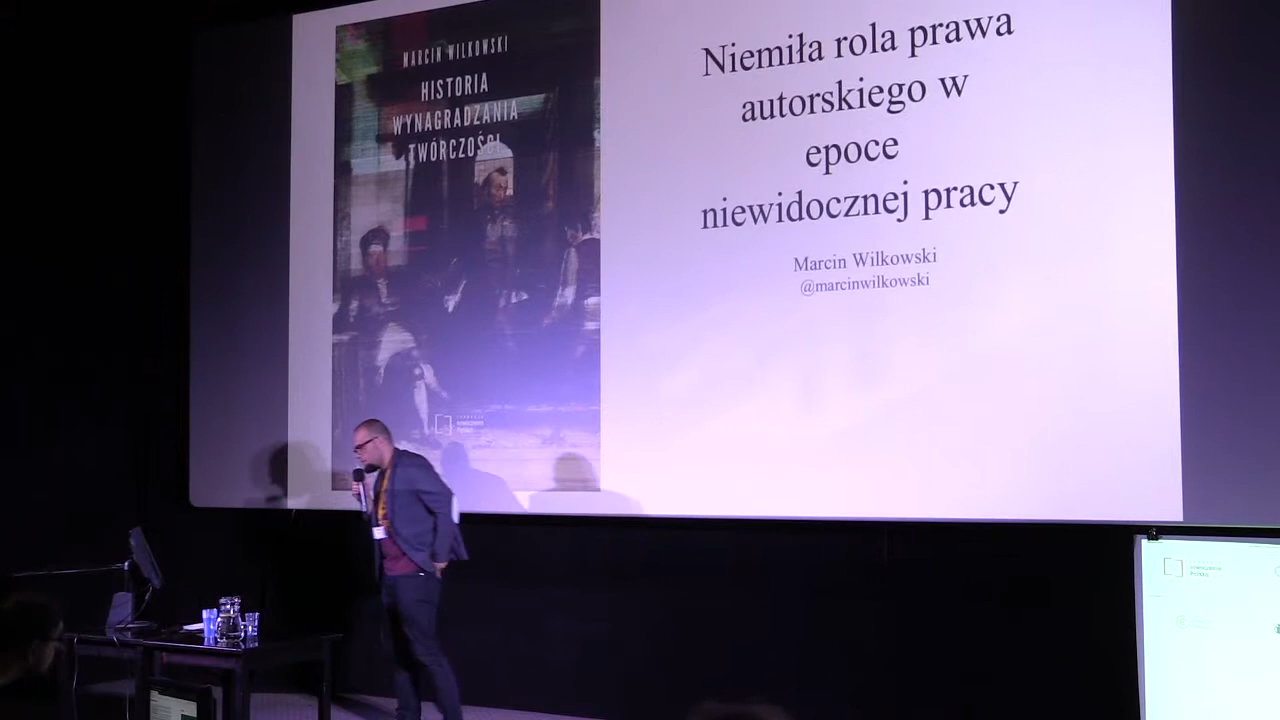 MARCIN WILKOWSKI
HISTORIA
WYNAGRADZANIA
TWÓRCZOŚCI
Niemiła rola prawa
autorskiego w
epoce
niewidocznej pracy
Marcin Wilkowski
@marcinwilkowski